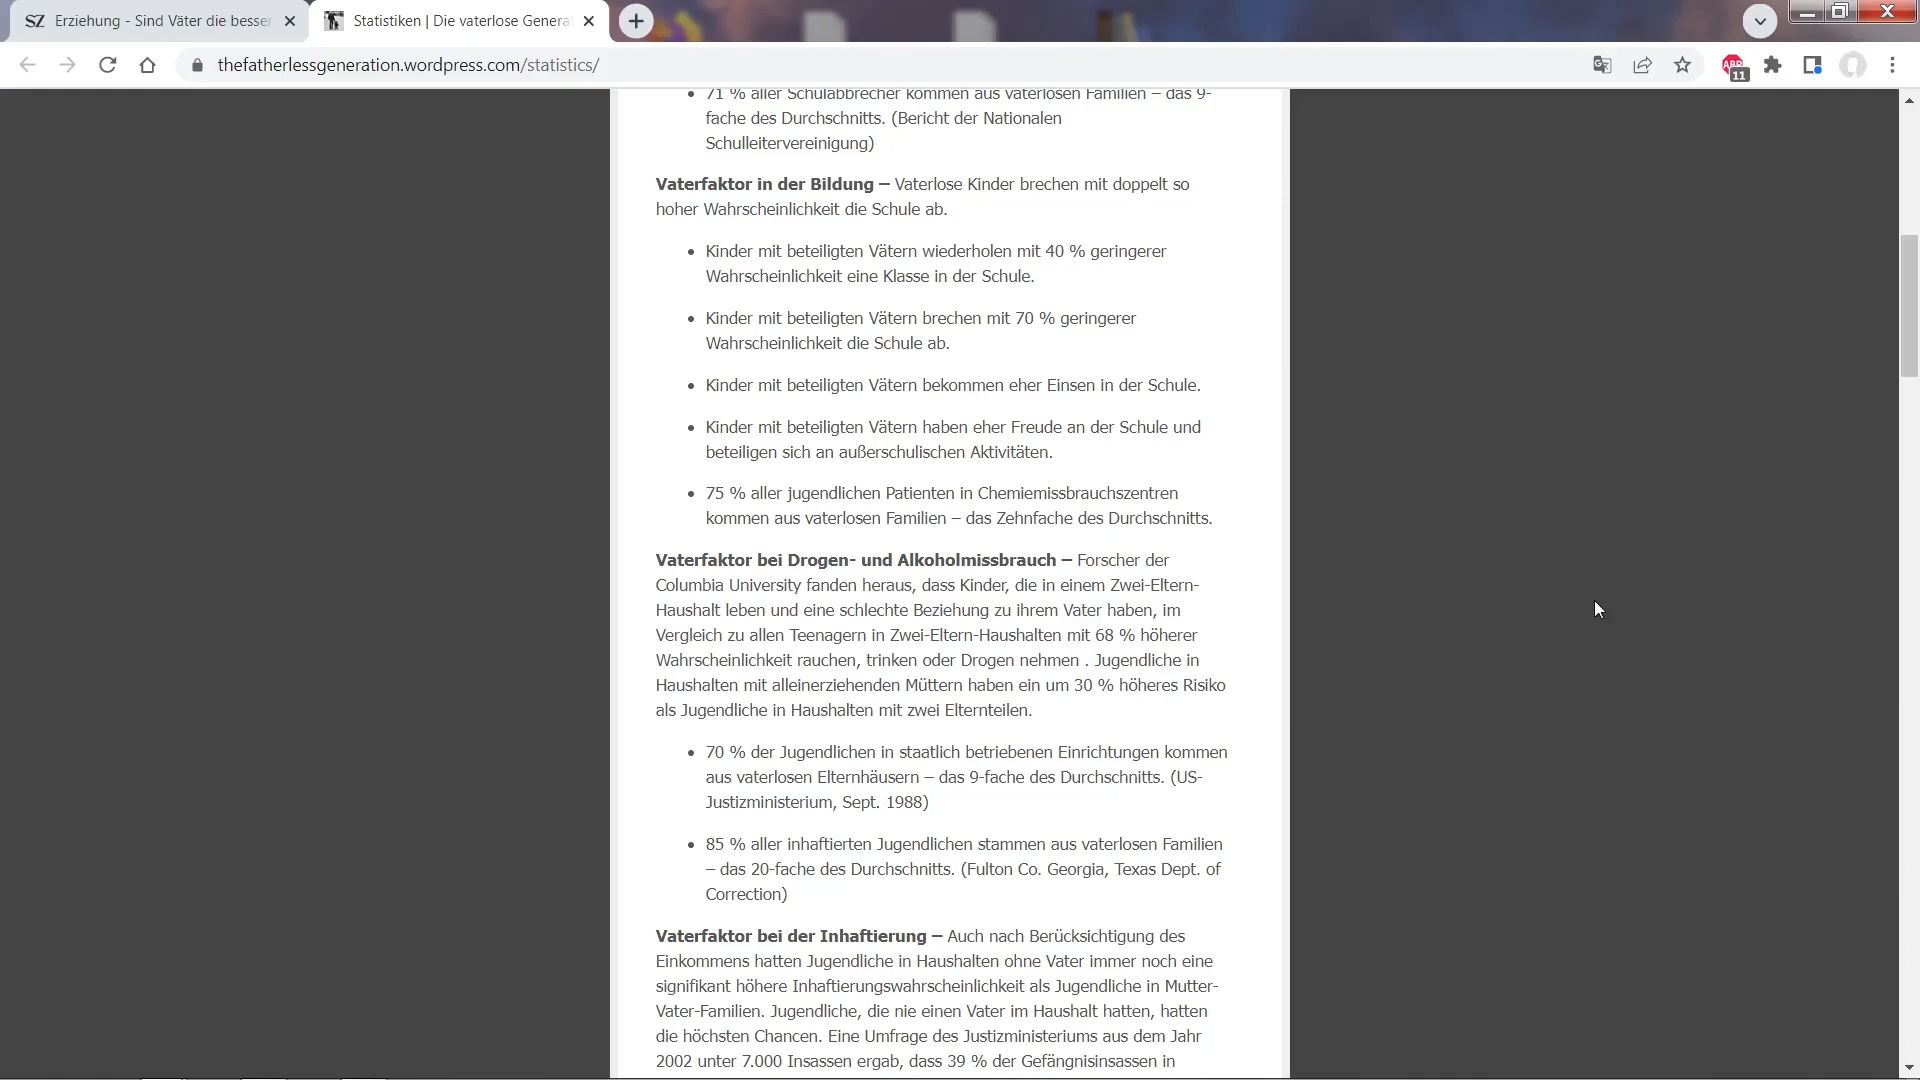 Erziehung - Sind Väter die besser
Statistiken | Die vaterlose Genera
thefatherlessgeneration.wordpress.com/statistics/
ABP
11
71 % aller Schulabbrecher kommen aus vaterlosen Familien – das 9-
fache des Durchschnitts. (Bericht der Nationalen
Schulleitervereinigung)
Vaterfaktor in der Bildung – Vaterlose Kinder brechen mit doppelt so
hoher Wahrscheinlichkeit die Schule ab.
Kinder mit beteiligten Vätern wiederholen mit 40 % geringerer
Wahrscheinlichkeit eine Klasse in der Schule.
Kinder mit beteiligten Vätern brechen mit 70 % geringerer
Wahrscheinlichkeit die Schule ab.
Kinder mit beteiligten Vätern bekommen eher Einsen in der Schule.
Kinder mit beteiligten Vätern haben eher Freude an der Schule und
beteiligen sich an außerschulischen Aktivitäten.
75 % aller jugendlichen Patienten in Chemiemissbrauchszentren
kommen aus vaterlosen Familien – das Zehnfache des Durchschnitts.
Vaterfaktor bei Drogen- und Alkoholmissbrauch – Forscher der
Columbia University fanden heraus, dass Kinder, die in einem Zwei-Eltern-
Haushalt leben und eine schlechte Beziehung zu ihrem Vater haben, im
Vergleich zu allen Teenagern in Zwei-Eltern-Haushalten mit 68 % höherer
Wahrscheinlichkeit rauchen, trinken oder Drogen nehmen . Jugendliche in
Haushalten mit alleinerziehenden Müttern haben ein um 30 % höheres Risiko
als Jugendliche in Haushalten mit zwei Elternteilen.
70 % der Jugendlichen in staatlich betriebenen Einrichtungen kommen
aus vaterlosen Elternhäusern – das 9-fache des Durchschnitts. (US-
Justizministerium, Sept. 1988)
85 % aller inhaftierten Jugendlichen stammen aus vaterlosen Familien
– das 20-fache des Durchschnitts. (Fulton Co. Georgia, Texas Dept. of
Correction)
Vaterfaktor bei der Inhaftierung – Auch nach Berücksichtigung des
Einkommens hatten Jugendliche in Haushalten ohne Vater immer noch eine
signifikant höhere Inhaftierungswahrscheinlichkeit als Jugendliche in Mutter-
Vater-Familien. Jugendliche, die nie einen Vater im Haushalt hatten, hatten
die höchsten Chancen. Eine Umfrage des Justizministeriums aus dem Jahr
2002 unter 7.000 Insassen ergab, dass 39 % der Gefängnisinsassen in